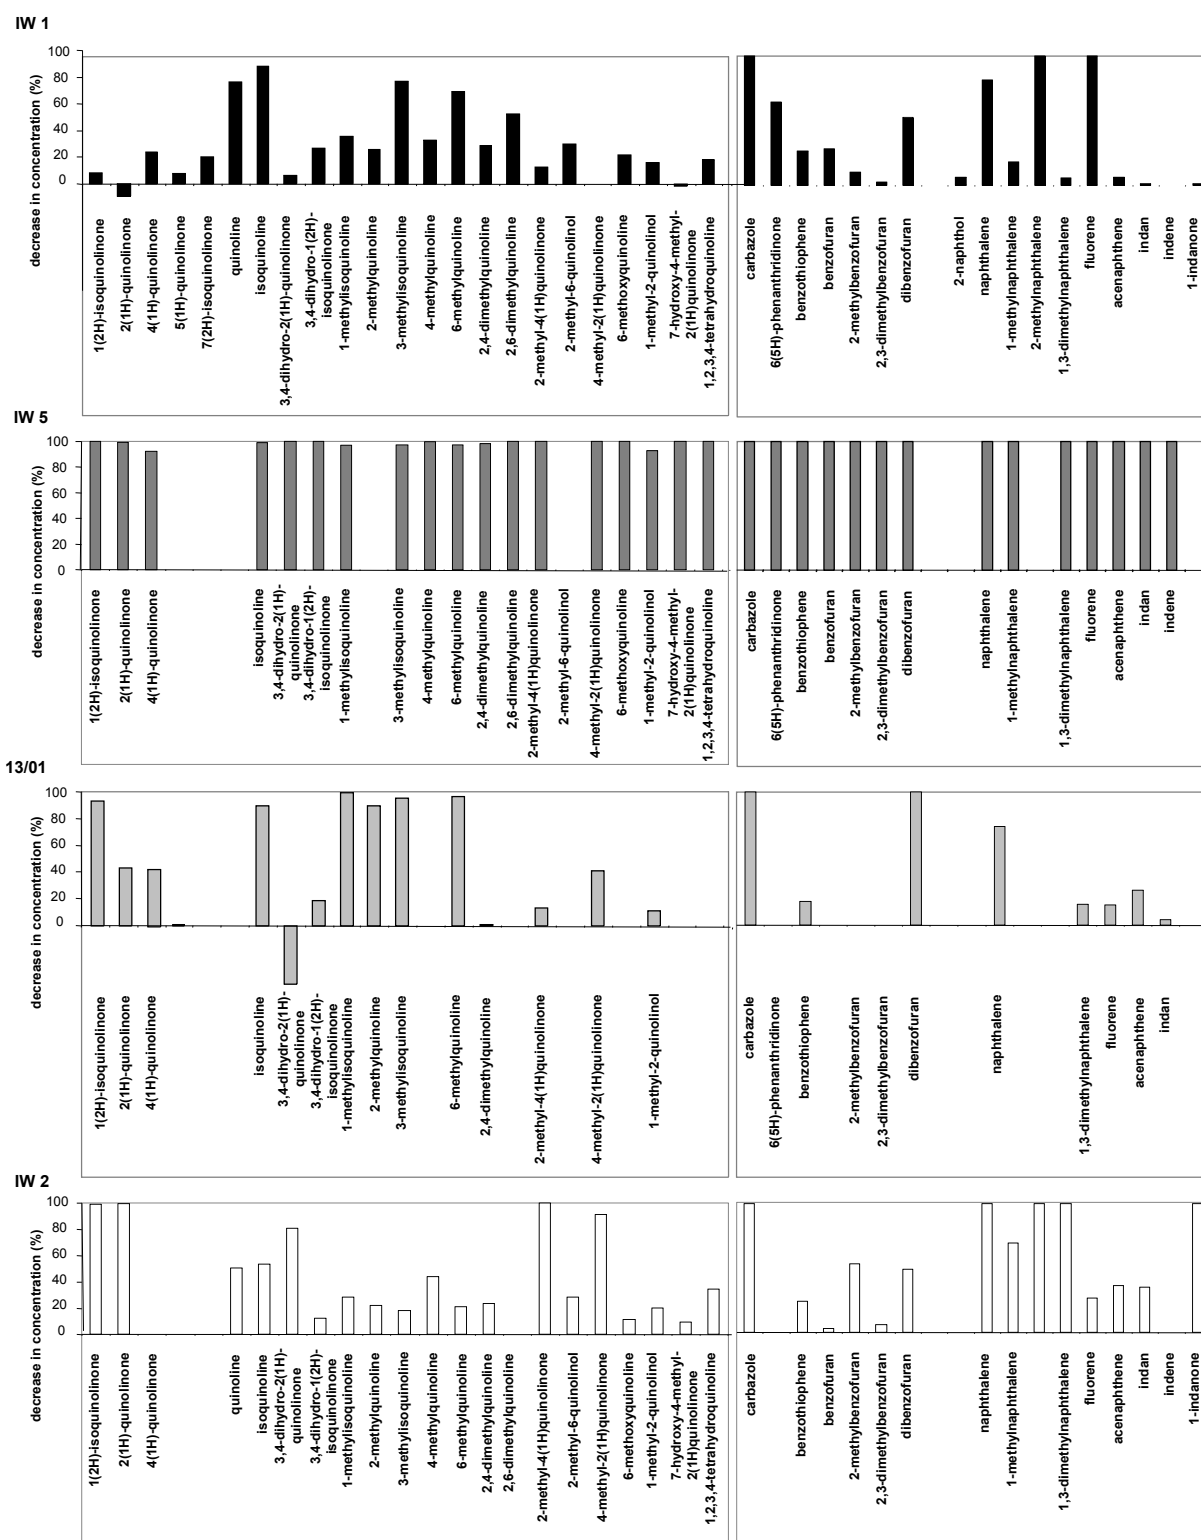 IW 1
decrease in concentration (%)
100
80
60
40
20
0
1(2H)-isoquinolinone
2(1H)-quinolinone
4(1H)-quinolinone
5(1H)-quinolinone
7(2H)-isoquinolinone
quinoline
isoquinoline
3,4-dihydro-2(1H)-quinolinone
3,4-dihydro-1(2H)-
isoquinolinone
1-methylisoquinoline
2-methylquinoline
3-methylisoquinoline
4-methylquinoline
6-methylquinoline
2,4-dimethylquinoline
2,6-dimethylquinoline
2-methyl-4(1H)quinolinone
2-methyl-6-quinolinol
4-methyl-2(1H)quinolinone
6-methoxyquinoline
1-methyl-2-quinolinol
7-hydroxy-4-methyl-
2(1H)quinolinone
1,2,3,4-tetrahydroquinoline
carbazole
6(5H)-phenanthridinone
benzothiophene
benzofuran
2-methylbenzofuran
2,3-dimethylbenzofuran
dibenzofuran
2-naphthol
naphthalene
1-methylnaphthalene
2-methylnaphthalene
1,3-dimethylnaphthalene
fluorene
acenaphthene
indan
indene
1-indanone
IW 5
decrease in concentration (%)
100
80
60
40
20
0
1(2H)-isoquinolinone
2(1H)-quinolinone
4(1H)-quinolinone
isoquinoline
3,4-dihydro-2(1H)-
quinolinone
3,4-dihydro-1(2H)-
isoquinolinone
1-methylisoquinoline
3-methylisoquinoline
4-methylquinoline
6-methylquinoline
2,4-dimethylquinoline
2,6-dimethylquinoline
2-methyl-4(1H)quinolinone
2-methyl-6-quinolinol
4-methyl-2(1H)quinolinone
6-methoxyquinoline
1-methyl-2-quinolinol
7-hydroxy-4-methyl-
2(1H)quinolinone
1,2,3,4-tetrahydroquinoline
carbazole
6(5H)-phenanthridinone
benzothiophene
benzofuran
2-methylbenzofuran
2,3-dimethylbenzofuran
dibenzofuran
naphthalene
1-methylnaphthalene
1,3-dimethylnaphthalene
fluorene
acenaphthene
indan
indene
13/01
decrease in concentration (%)
100
80
60
40
20
0
1(2H)-isoquinolinone
2(1H)-quinolinone
4(1H)-quinolinone
isoquinoline
3,4-dihydro-2(1H)-
quinolinone
3,4-dihydro-1(2H)-
isoquinolinone
1-methylisoquinoline
2-methylquinoline
3-methylisoquinoline
6-methylquinoline
2,4-dimethylquinoline
2-methyl-4(1H)quinolinone
4-methyl-2(1H)quinolinone
1-methyl-2-quinolinol
carbazole
6(5H)-phenanthridinone
benzothiophene
2-methylbenzofuran
2,3-dimethylbenzofuran
dibenzofuran
naphthalene
1,3-dimethylnaphthalene
fluorene
acenaphthene
indan
IW 2
decrease in concentration (%)
100
80
60
40
20
0
1(2H)-isoquinolinone
2(1H)-quinolinone
4(1H)-quinolinone
quinoline
isoquinoline
3,4-dihydro-2(1H)-
quinolinone
3,4-dihydro-1(2H)-
isoquinolinone
1-methylisoquinoline
2-methylquinoline
3-methylisoquinoline
4-methylquinoline
6-methylquinoline
2,4-dimethylquinoline
2,6-dimethylquinoline
2-methyl-4(1H)quinolinone
2-methyl-6-quinolinol
4-methyl-2(1H)quinolinone
6-methoxyquinoline
1-methyl-2-quinolinol
7-hydroxy-4-methyl-
2(1H)quinolinone
1,2,3,4-tetrahydroquinoline
carbazole
benzothiophene
benzofuran
2-methylbenzofuran
2,3-dimethylbenzofuran
dibenzofuran
naphthalene
1-methylnaphthalene
1,3-dimethylnaphthalene
fluorene
acenaphthene
indan
indene
1-indanone